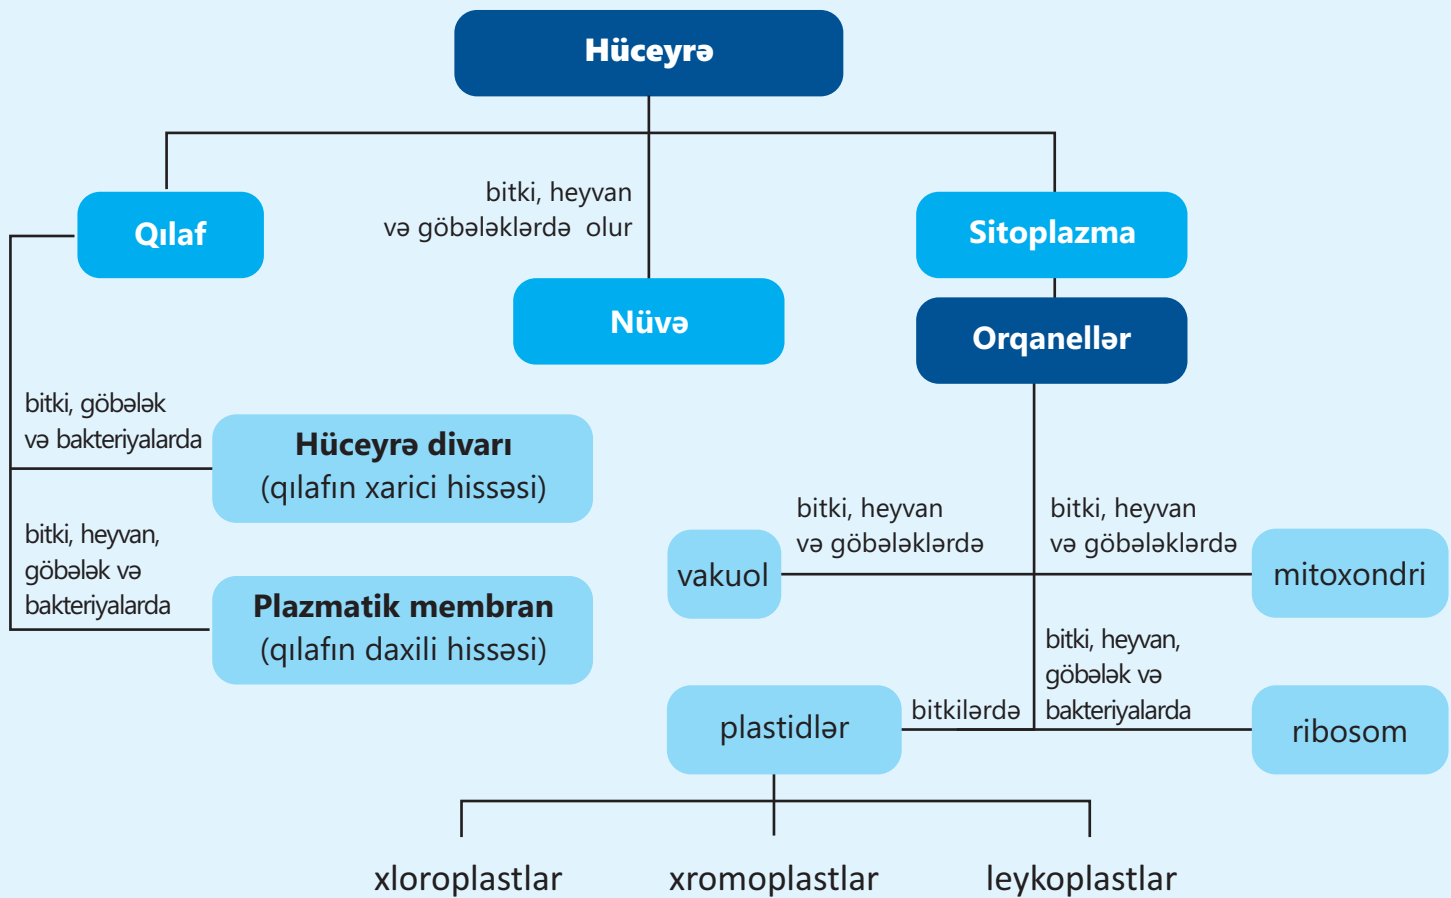 Hüceyrə
bitki, heyvan
və göbələklərdə olur
Qılaf
Nüvə
Sitoplazma
Orqanellər
bitki, göbələk
və bakteriyalarda
Hüceyrə divarı
(qılafın xarici hissəsi)
bitki, heyvan,
göbələk və
bakteriyalarda
Plazmatik membran
(qılafın daxili hissəsi)
bitki, heyvan
və göbələklərdə
vakuol
bitki, heyvan
və göbələklərdə
mitoxondri
plastidlər
bitkilərdə
bitki, heyvan,
göbələk və
bakteriyalarda
ribosom
xloroplastlar
xromoplastlar
leykoplastlar